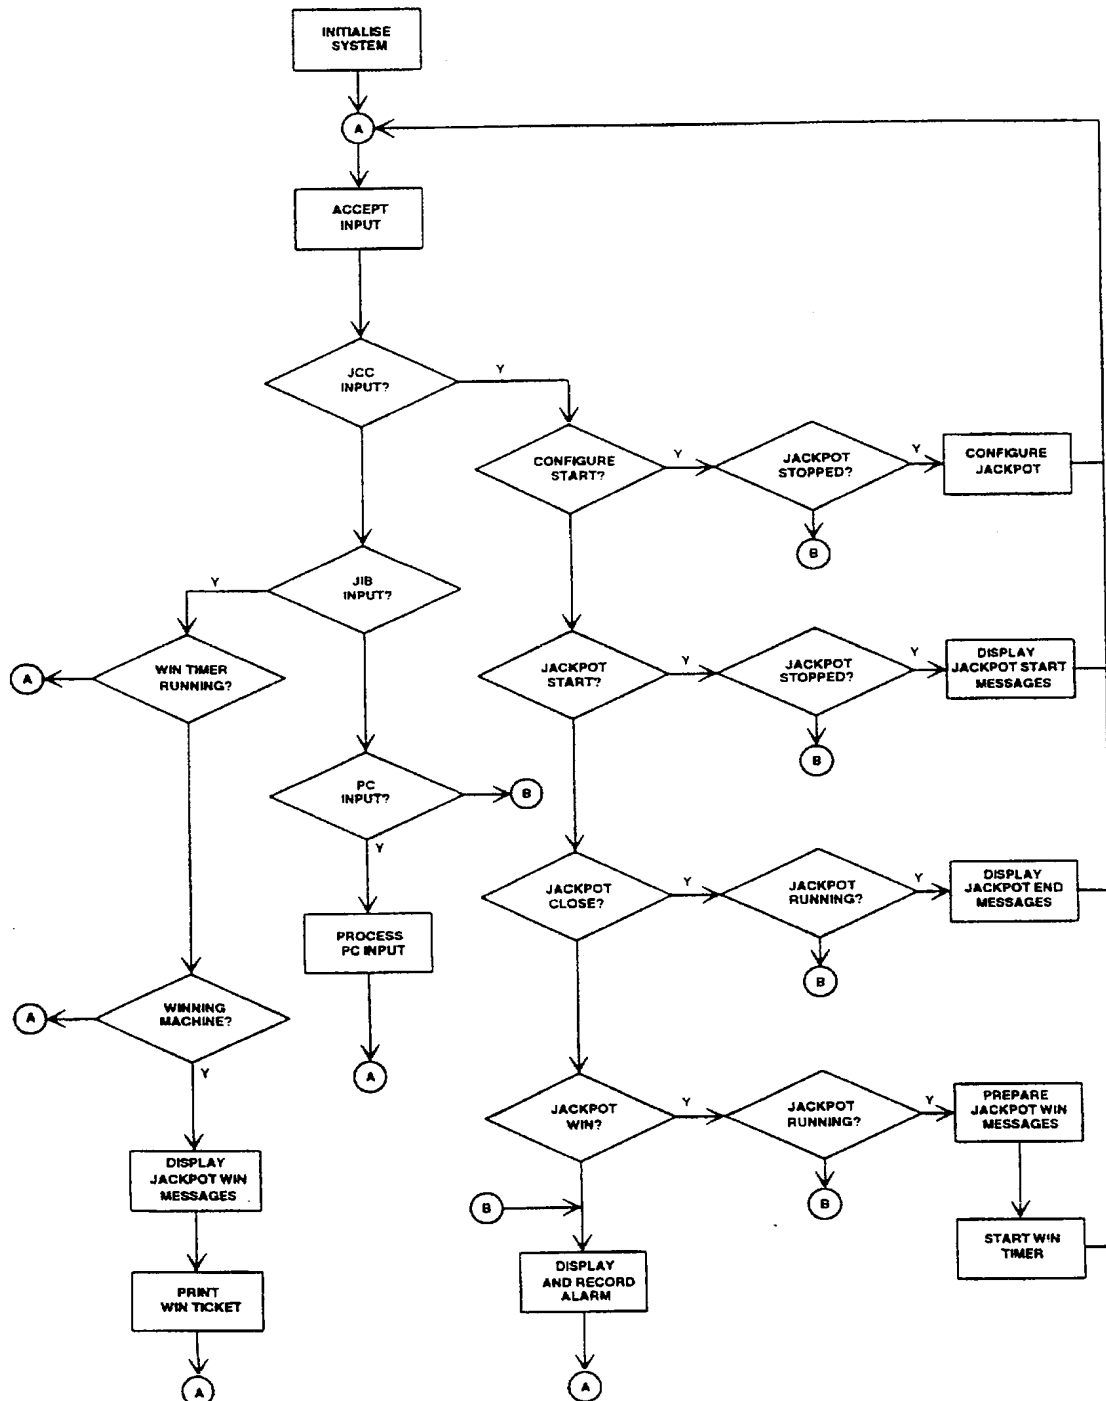 INITIALISE
SYSTEM
A
ACCEPT
INPUT
JCC
INPUT?
Y
CONFIGURE
START?
Y
JACKPOT
STOPPED?
Y
CONFIGURE
JACKPOT
B
JIB
INPUT?
Y
WIN TIMER
RUNNING?
A
JACKPOT
START?
Y
JACKPOT
STOPPED?
Y
DISPLAY
JACKPOT START
MESSAGES
B
PC
INPUT?
B
Y
PROCESS
PC INPUT
A
JACKPOT
CLOSE?
Y
JACKPOT
RUNNING?
Y
DISPLAY
JACKPOT END
MESSAGES
B
WINNING
MACHINE?
A
Y
DISPLAY
JACKPOT WIN
MESSAGES
PRINT
WIN TICKET
A
JACKPOT
WIN?
Y
JACKPOT
RUNNING?
Y
PREPARE
JACKPOT WIN
MESSAGES
B
START WIN
TIMER
B
DISPLAY
AND RECORD
ALARM
A